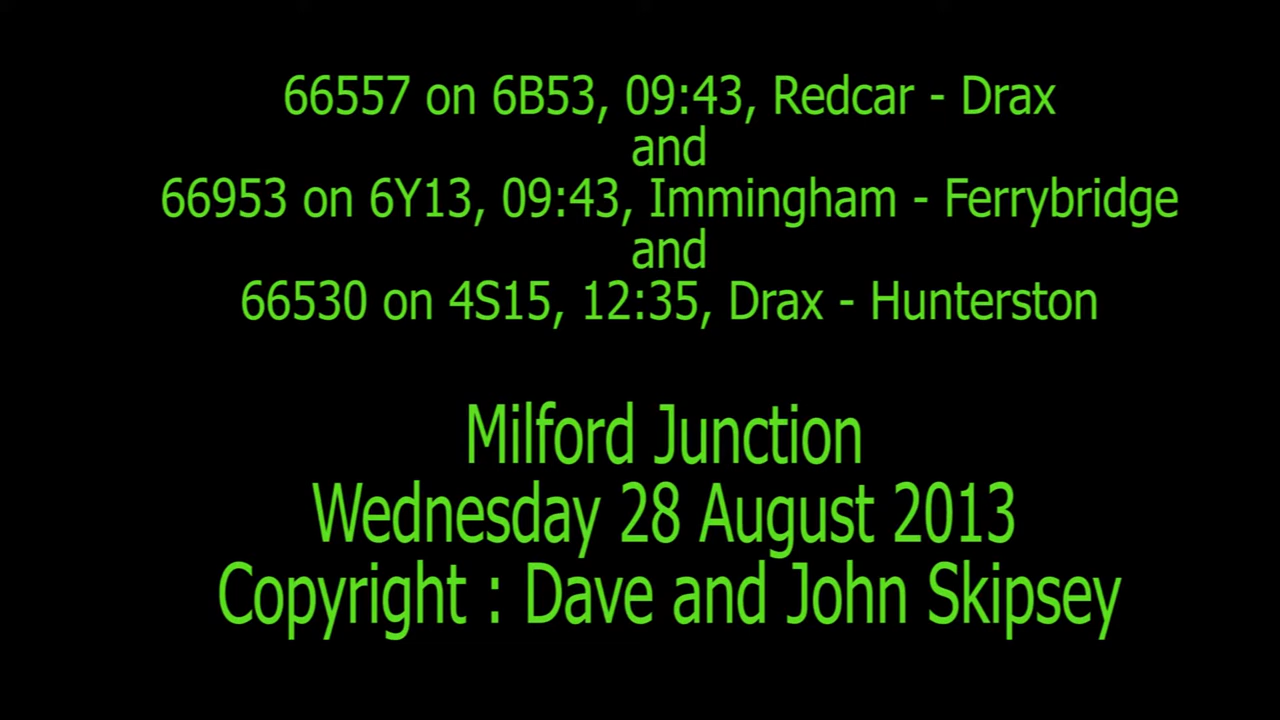 66557 on 6B53, 09:43, Redcar - Drax
and
66953 on 6Y13, 09:43, Immingham - Ferrybridge
and
66530 on 4S15, 12:35, Drax - Hunterston
Milford Junction
Wednesday 28 August 2013
Copyright : Dave and John Skipsey